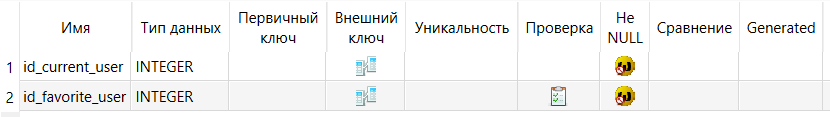 Имя Тип данных Первичный ключ Внешний ключ Уникальность Проверка Не NULL Сравнение Generated
1 id_current_user INTEGER
2 id_favorite_user INTEGER